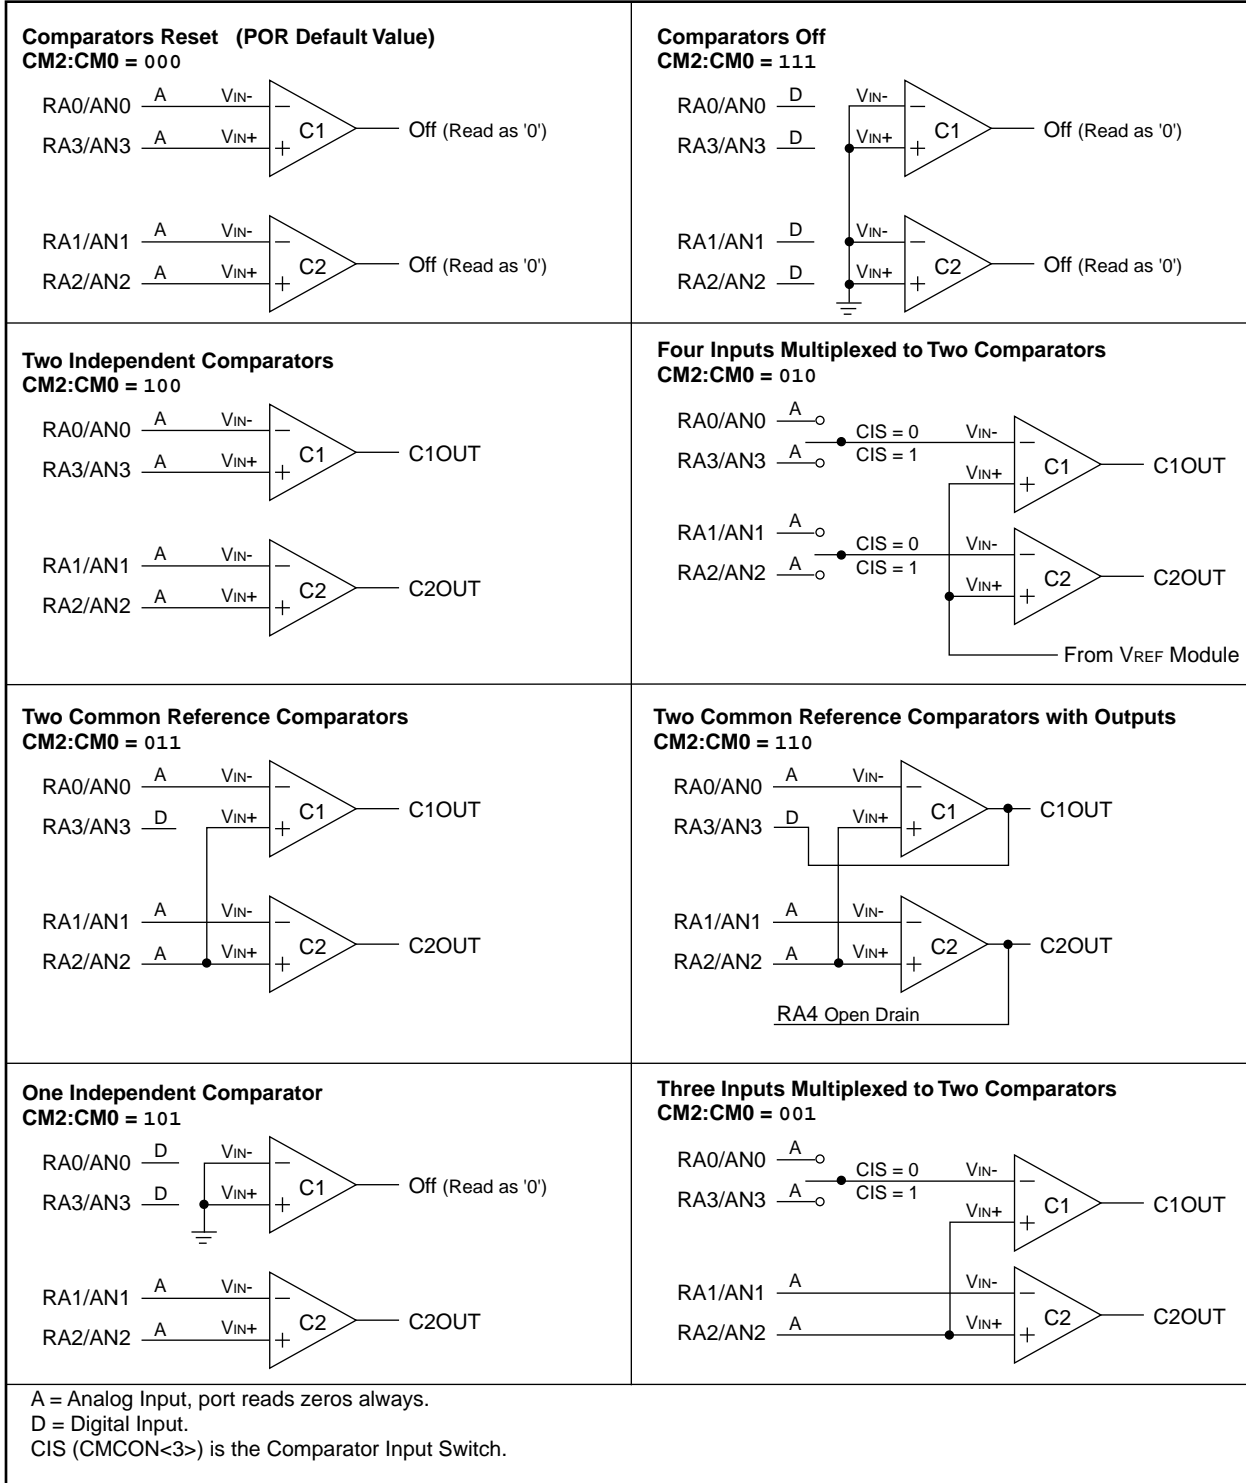 Comparators Reset (POR Default Value)
CM2:CM0 = 000
RA0/AN0 A VIN- −
RA3/AN3 A VIN+ + C1 Off (Read as '0')
RA1/AN1 A VIN- −
RA2/AN2 A VIN+ + C2 Off (Read as '0')
Comparators Off
CM2:CM0 = 111
RA0/AN0 D VIN- −
RA3/AN3 D VIN+ + C1 Off (Read as '0')
RA1/AN1 D VIN- −
RA2/AN2 D VIN+ + C2 Off (Read as '0')
Two Independent Comparators
CM2:CM0 = 100
RA0/AN0 A VIN- −
RA3/AN3 A VIN+ + C1 C1OUT
RA1/AN1 A VIN- −
RA2/AN2 A VIN+ + C2 C2OUT
Four Inputs Multiplexed to Two Comparators
CM2:CM0 = 010
RA0/AN0 A CIS = 0 VIN- −
RA3/AN3 A CIS = 1 VIN+ + C1 C1OUT
RA1/AN1 A CIS = 0 VIN- −
RA2/AN2 A CIS = 1 VIN+ + C2 C2OUT
From VREF Module
Two Common Reference Comparators
CM2:CM0 = 011
RA0/AN0 A VIN- −
RA3/AN3 D VIN+ + C1 C1OUT
RA1/AN1 A VIN- −
RA2/AN2 A VIN+ + C2 C2OUT
Two Common Reference Comparators with Outputs
CM2:CM0 = 110
RA0/AN0 A VIN- −
RA3/AN3 D VIN+ + C1 C1OUT
RA1/AN1 A VIN- −
RA2/AN2 A VIN+ + C2 C2OUT
RA4 Open Drain
One Independent Comparator
CM2:CM0 = 101
RA0/AN0 D VIN- −
RA3/AN3 D VIN+ + C1 Off (Read as '0')
RA1/AN1 A VIN- −
RA2/AN2 A VIN+ + C2 C2OUT
Three Inputs Multiplexed to Two Comparators
CM2:CM0 = 001
RA0/AN0 A CIS = 0 VIN- −
RA3/AN3 A CIS = 1 VIN+ + C1 C1OUT
RA1/AN1 A VIN- −
RA2/AN2 A VIN+ + C2 C2OUT
A = Analog Input, port reads zeros always.
D = Digital Input.
CIS (CMCON<3>) is the Comparator Input Switch.